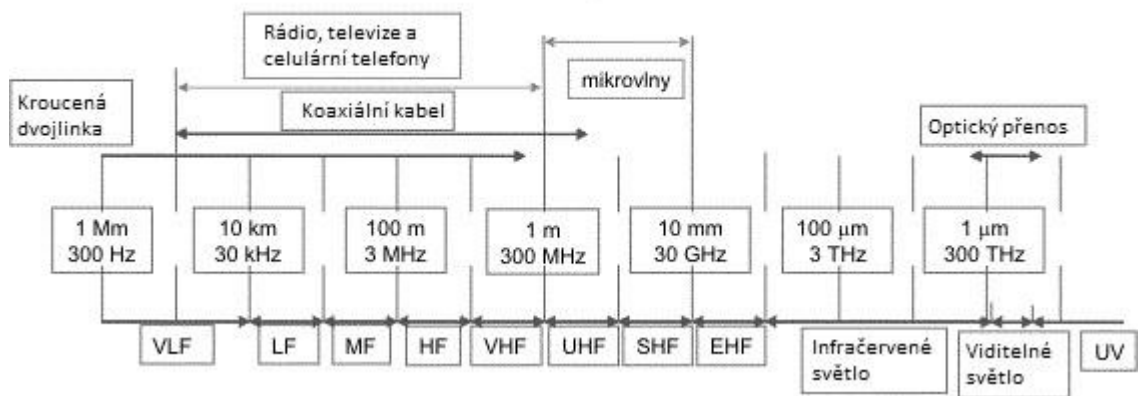 Rádio, televize a
celulární telefony
mikrovlny
Kroucená
dvojlinka
Koaxiální kabel
Optický přenos
1 Mm
300 Hz
10 km
30 kHz
100 m
3 MHz
1 m
300 MHz
10 mm
30 GHz
100 μm
3 THz
1 μm
300 THz
VLF
LF
MF
HF
VHF
UHF
SHF
EHF
Infračervené
světlo
Viditelné
světlo
UV